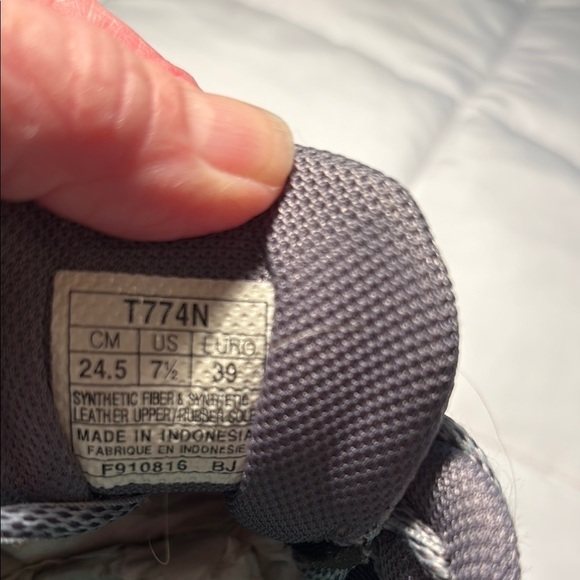 T774N
CM US EURO
24.5 7½ 39
SYNTHETIC FIBER & SYNTHETIC
LEATHER UPPER/RUBBER SOLE
MADE IN INDONESIA
FABRIQUE EN INDONESIE
F910816 BJ